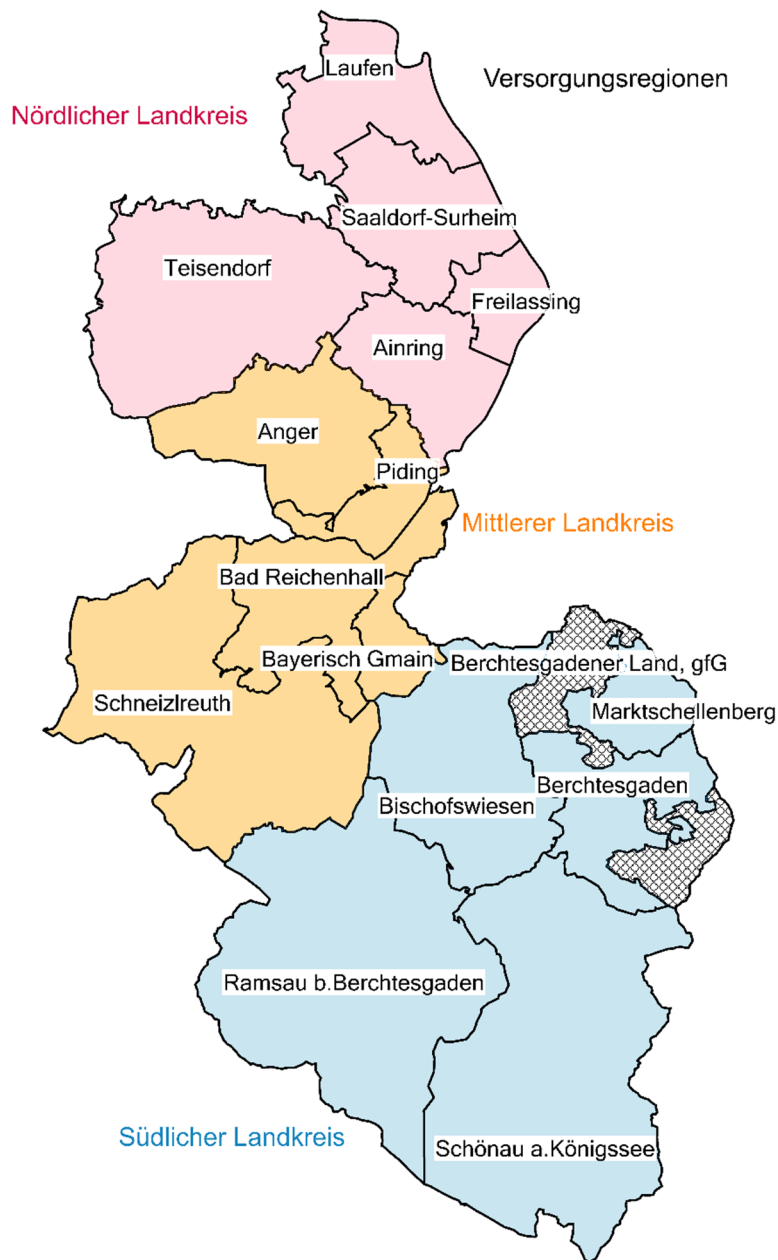 Laufen
Versorgungsregionen
Nördlicher Landkreis
Saaldorf-Surheim
Teisendorf
Freilassing
Ainring
Anger
Piding
Mittlerer Landkreis
Bad Reichenhall
Bayerisch Gmain
Berchtesgadener Land, gfG
Schneizlreuth
Marktschellenberg
Berchtesgaden
Bischofswiesen
Ramsau b.Berchtesgaden
Südlicher Landkreis
Schönau a.Königssee